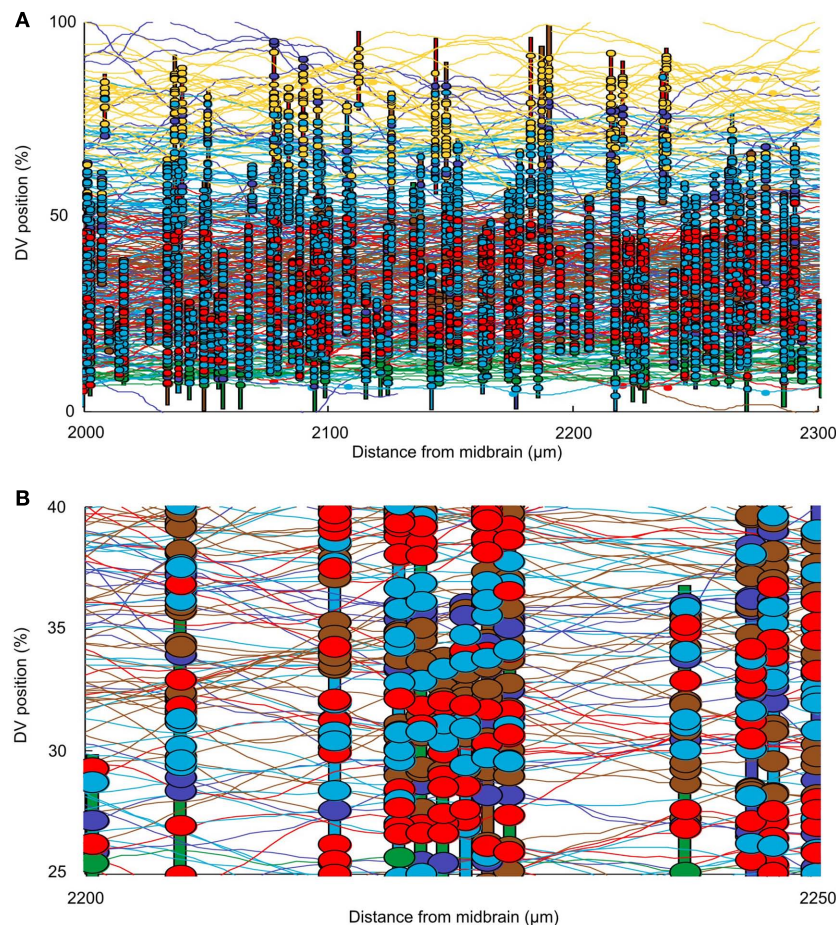 A
100
50
0
DV position (%)
2000
2100
2200
2300
Distance from midbrain (µm)
B
40
35
30
25
DV position (%)
2200
2250
Distance from midbrain (µm)